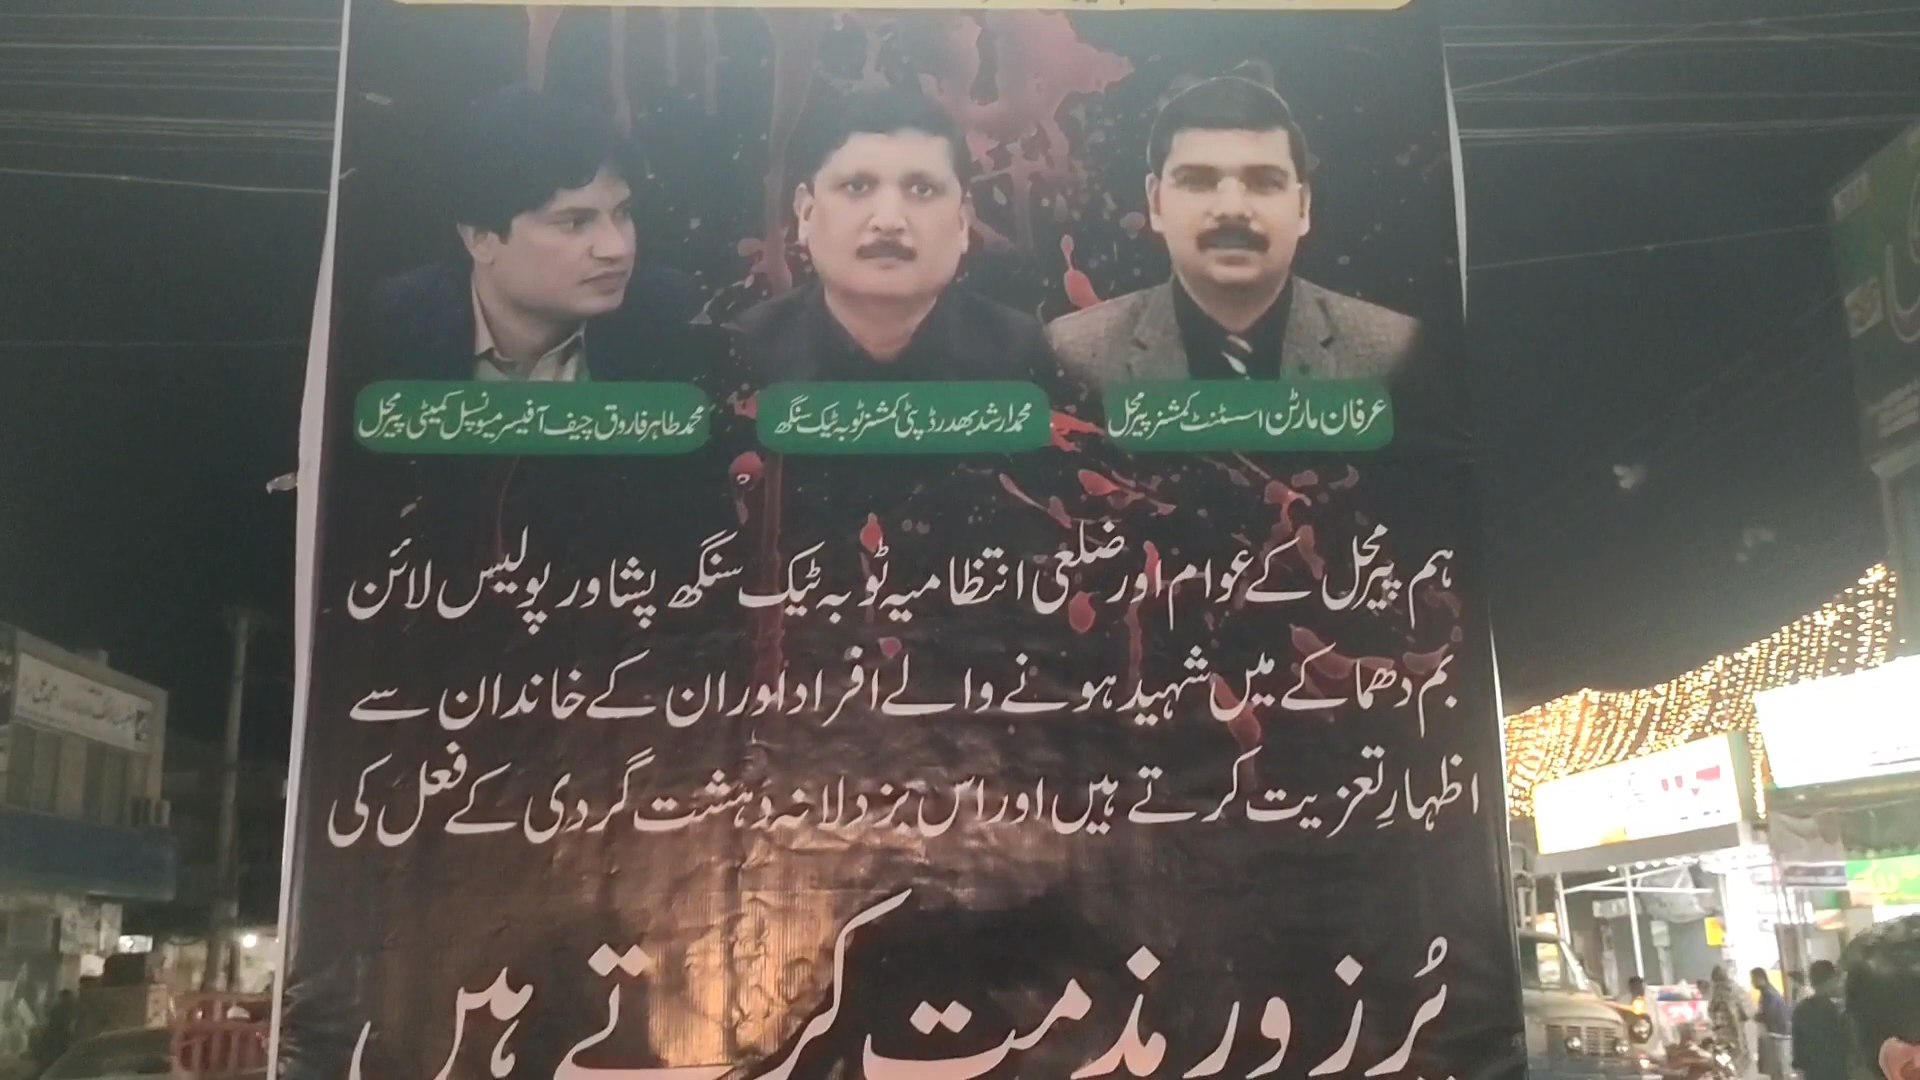 عرفان مارٹن اسسٹنٹ کمشنر پیرمحل
محمد ارشد بھدر ڈپٹی کمشنر ٹوبہ ٹیک سنگھ
محمد طاہر فاروق چیف آفیسر میونسپل کمیٹی پیرمحل
ہم پیرمحل کے عوام اور ضلعی انتظامیہ ٹوبہ ٹیک سنگھ پشاور پولیس لائن
بم دھماکے میں شہید ہونے والے افراد اور ان کے خاندان سے
اظہارِ تعزیت کرتے ہیں اور اس بزدلانہ دہشت گردی کے فعل کی
پُرزور مذمت کرتے ہیں